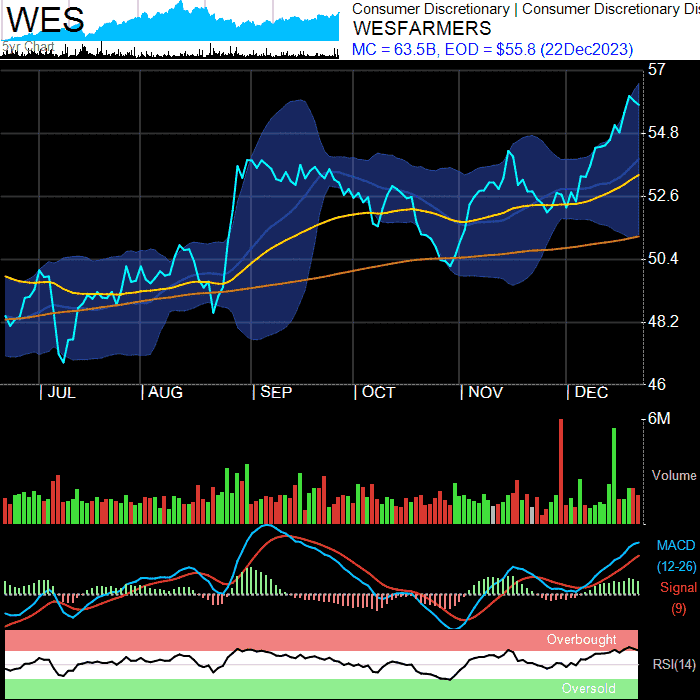 WES
5yr Chart
Consumer Discretionary | Consumer Discretionary Dis
WESFARMERS
MC = 63.5B, EOD = $55.8 (22Dec2023)
57
54.8
52.6
50.4
48.2
46
| JUL | AUG | SEP | OCT | NOV | DEC
6M
Volume
MACD
(12-26)
Signal
(9)
Overbought
RSI(14)
Oversold